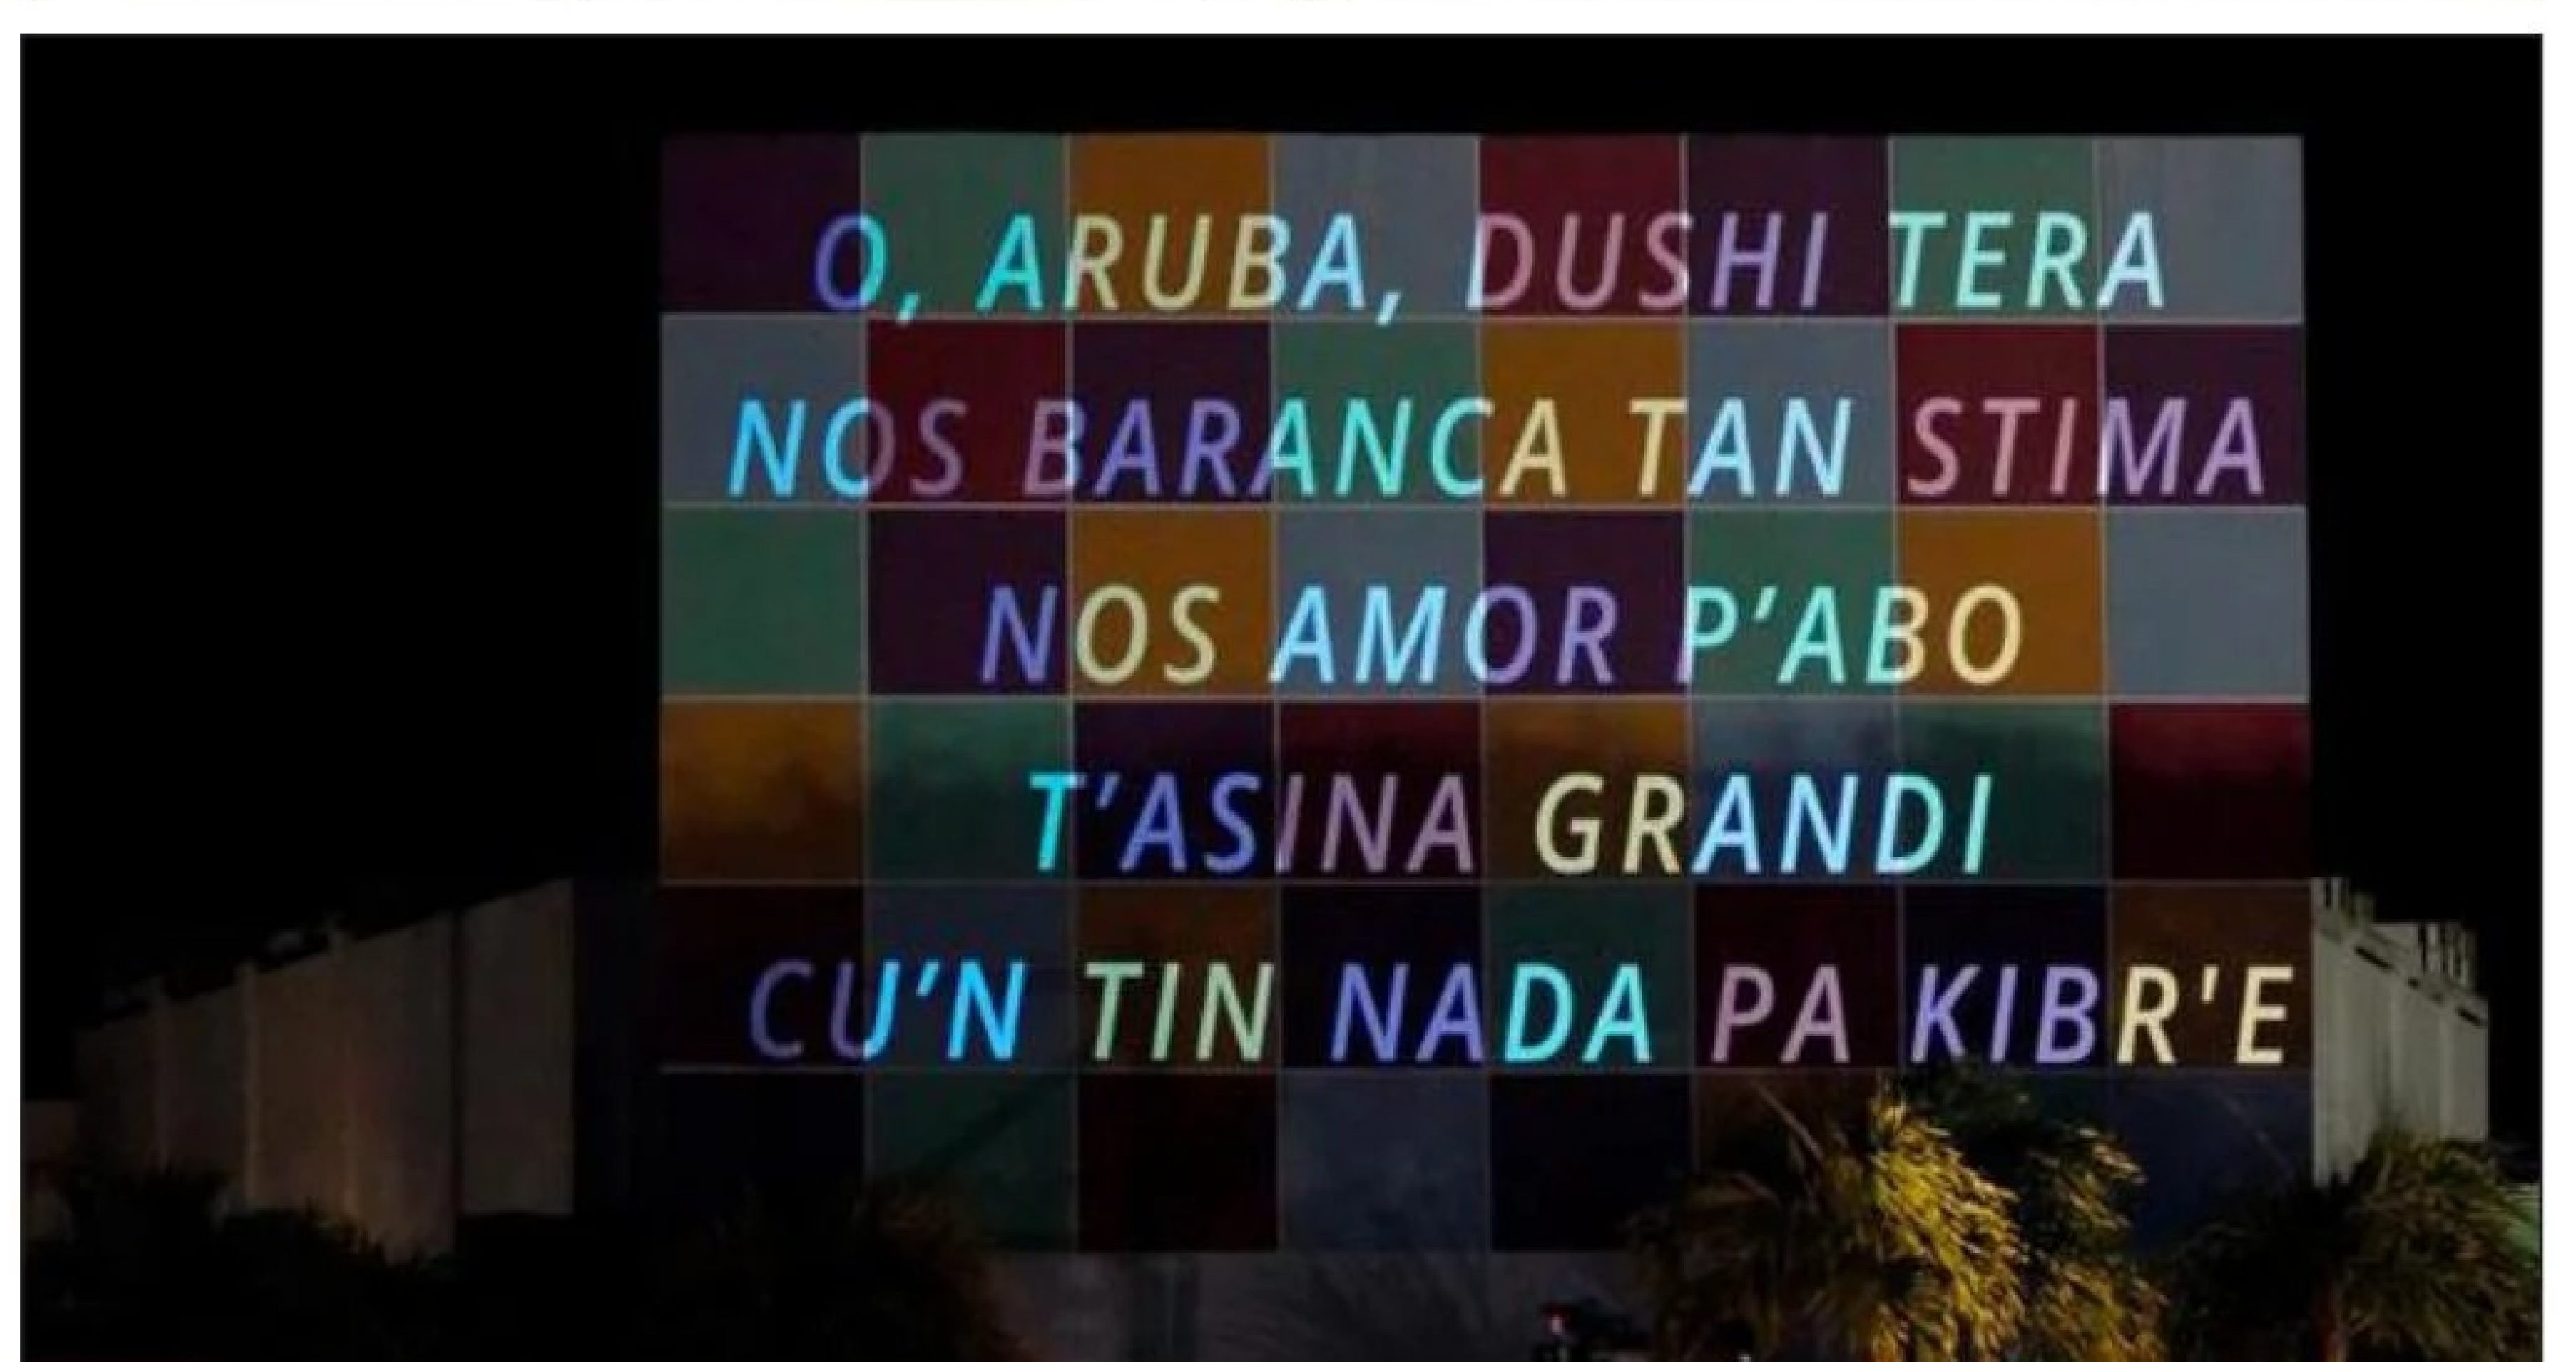 O, ARUBA, DUSHI TERA
NOS BARANCA TAN STIMA
NOS AMOR P’ABO
T’ASINA GRANDI
CU’N TIN NADA PA KIBR'E